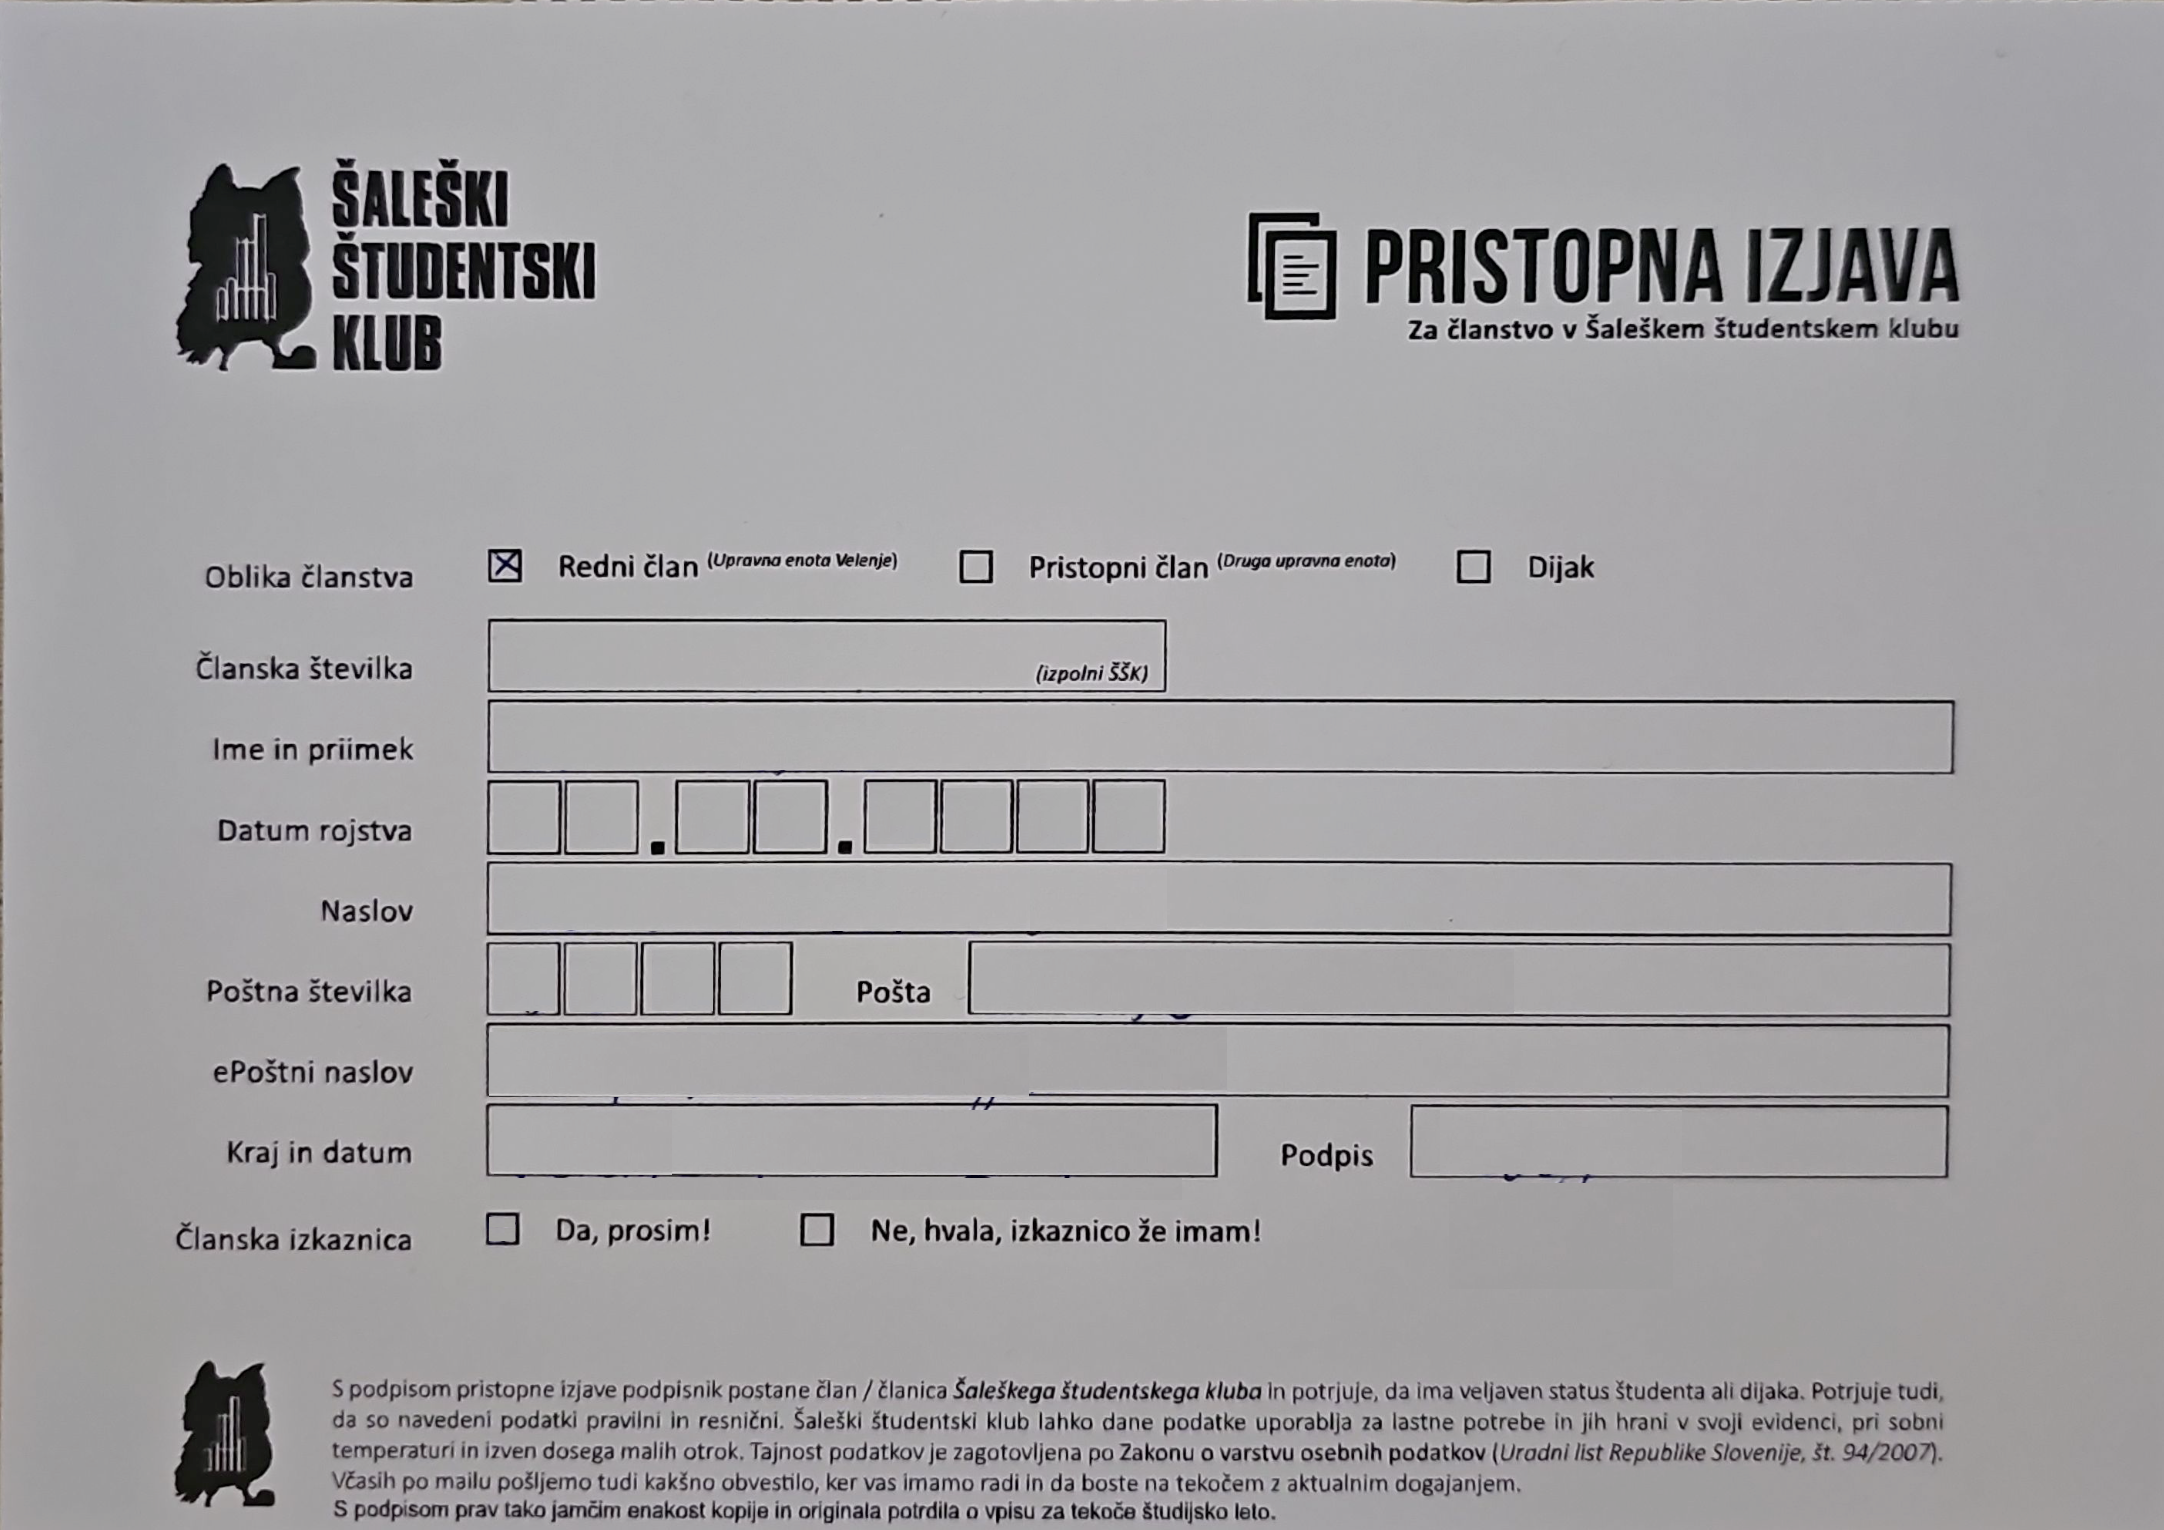 ŠALEŠKI
ŠTUDENTSKI
KLUB
PRISTOPNA IZJAVA
Za članstvo v Šaleškem študentskem klubu
Oblika članstva Redni član (Upravna enota Velenje) Pristopni član (Druga upravna enota) Dijak
Članska številka (izpolni ŠŠK)
Ime in priimek
Datum rojstva . .
Naslov
Poštna številka Pošta
ePoštni naslov
Kraj in datum Podpis
Članska izkaznica Da, prosim! Ne, hvala, izkaznico že imam!
S podpisom pristopne izjave podpisnik postane član / članica Šaleškega študentskega kluba in potrjuje, da ima veljaven status študenta ali dijaka. Potrjuje tudi,
da so navedeni podatki pravilni in resnični. Šaleški študentski klub lahko dane podatke uporablja za lastne potrebe in jih hrani v svoji evidenci, pri sobni
temperaturi in izven dosega malih otrok. Tajnost podatkov je zagotovljena po Zakonu o varstvu osebnih podatkov (Uradni list Republike Slovenije, št. 94/2007).
Včasih po mailu pošljemo tudi kakšno obvestilo, ker vas imamo radi in da boste na tekočem z aktualnim dogajanjem.
S podpisom prav tako jamčim enakost kopije in originala potrdila o vpisu za tekoče študijsko leto.